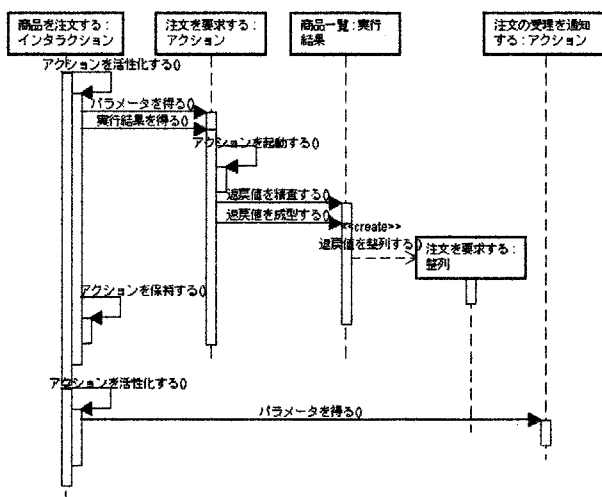 商品を注文する：
インタラクション
注文を要求する：
アクション
商品一覧：実行
結果
注文の受理を通知
する：アクション
アクションを活性化する()
パラメータを得る()
実行結果を得る()
アクションを起動する()
返戻値を精査する()
返戻値を成型する()
<<create>>
返戻値を整列する()
注文を要求する：
整列
アクションを保持する()
アクションを活性化する()
パラメータを得る()